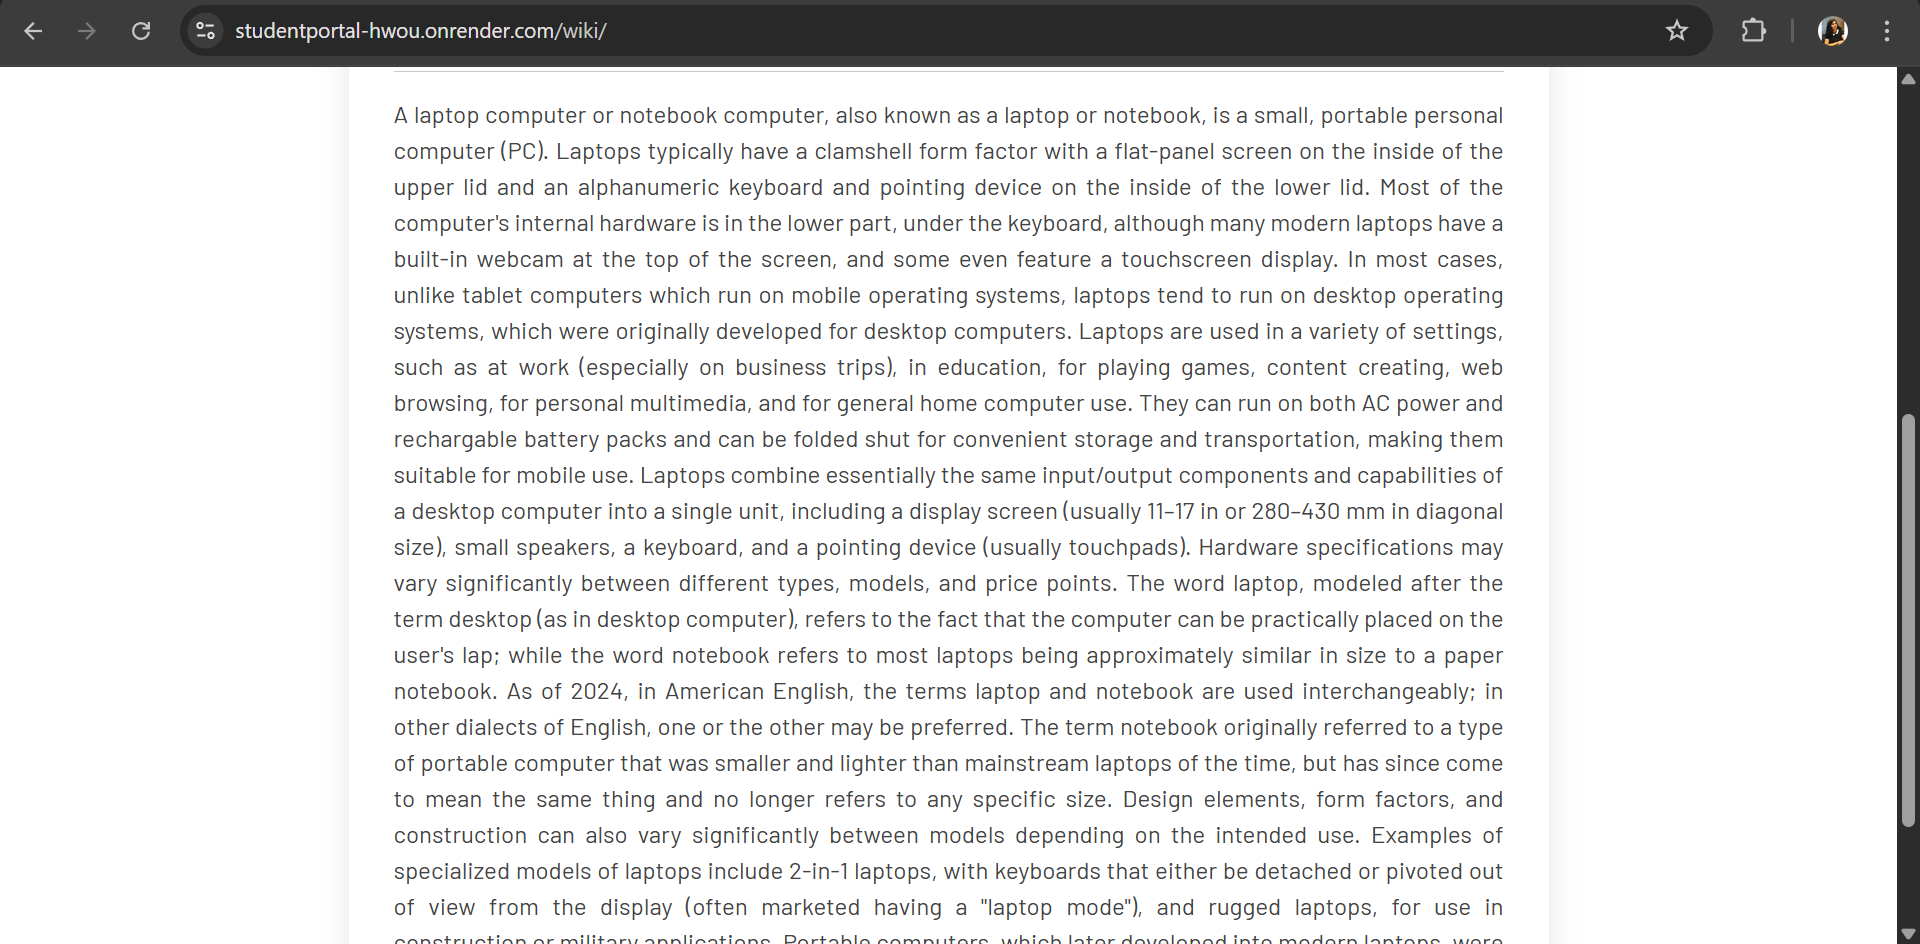 studentportal-hwou.onrender.com/wiki/
A laptop computer or notebook computer, also known as a laptop or notebook, is a small, portable personal
computer (PC). Laptops typically have a clamshell form factor with a flat-panel screen on the inside of the
upper lid and an alphanumeric keyboard and pointing device on the inside of the lower lid. Most of the
computer's internal hardware is in the lower part, under the keyboard, although many modern laptops have a
built-in webcam at the top of the screen, and some even feature a touchscreen display. In most cases,
unlike tablet computers which run on mobile operating systems, laptops tend to run on desktop operating
systems, which were originally developed for desktop computers. Laptops are used in a variety of settings,
such as at work (especially on business trips), in education, for playing games, content creating, web
browsing, for personal multimedia, and for general home computer use. They can run on both AC power and
rechargable battery packs and can be folded shut for convenient storage and transportation, making them
suitable for mobile use. Laptops combine essentially the same input/output components and capabilities of
a desktop computer into a single unit, including a display screen (usually 11–17 in or 280–430 mm in diagonal
size), small speakers, a keyboard, and a pointing device (usually touchpads). Hardware specifications may
vary significantly between different types, models, and price points. The word laptop, modeled after the
term desktop (as in desktop computer), refers to the fact that the computer can be practically placed on the
user's lap; while the word notebook refers to most laptops being approximately similar in size to a paper
notebook. As of 2024, in American English, the terms laptop and notebook are used interchangeably; in
other dialects of English, one or the other may be preferred. The term notebook originally referred to a type
of portable computer that was smaller and lighter than mainstream laptops of the time, but has since come
to mean the same thing and no longer refers to any specific size. Design elements, form factors, and
construction can also vary significantly between models depending on the intended use. Examples of
specialized models of laptops include 2-in-1 laptops, with keyboards that either be detached or pivoted out
of view from the display (often marketed having a "laptop mode"), and rugged laptops, for use in
construction or military applications. Portable computers, which later developed into modern laptops, were